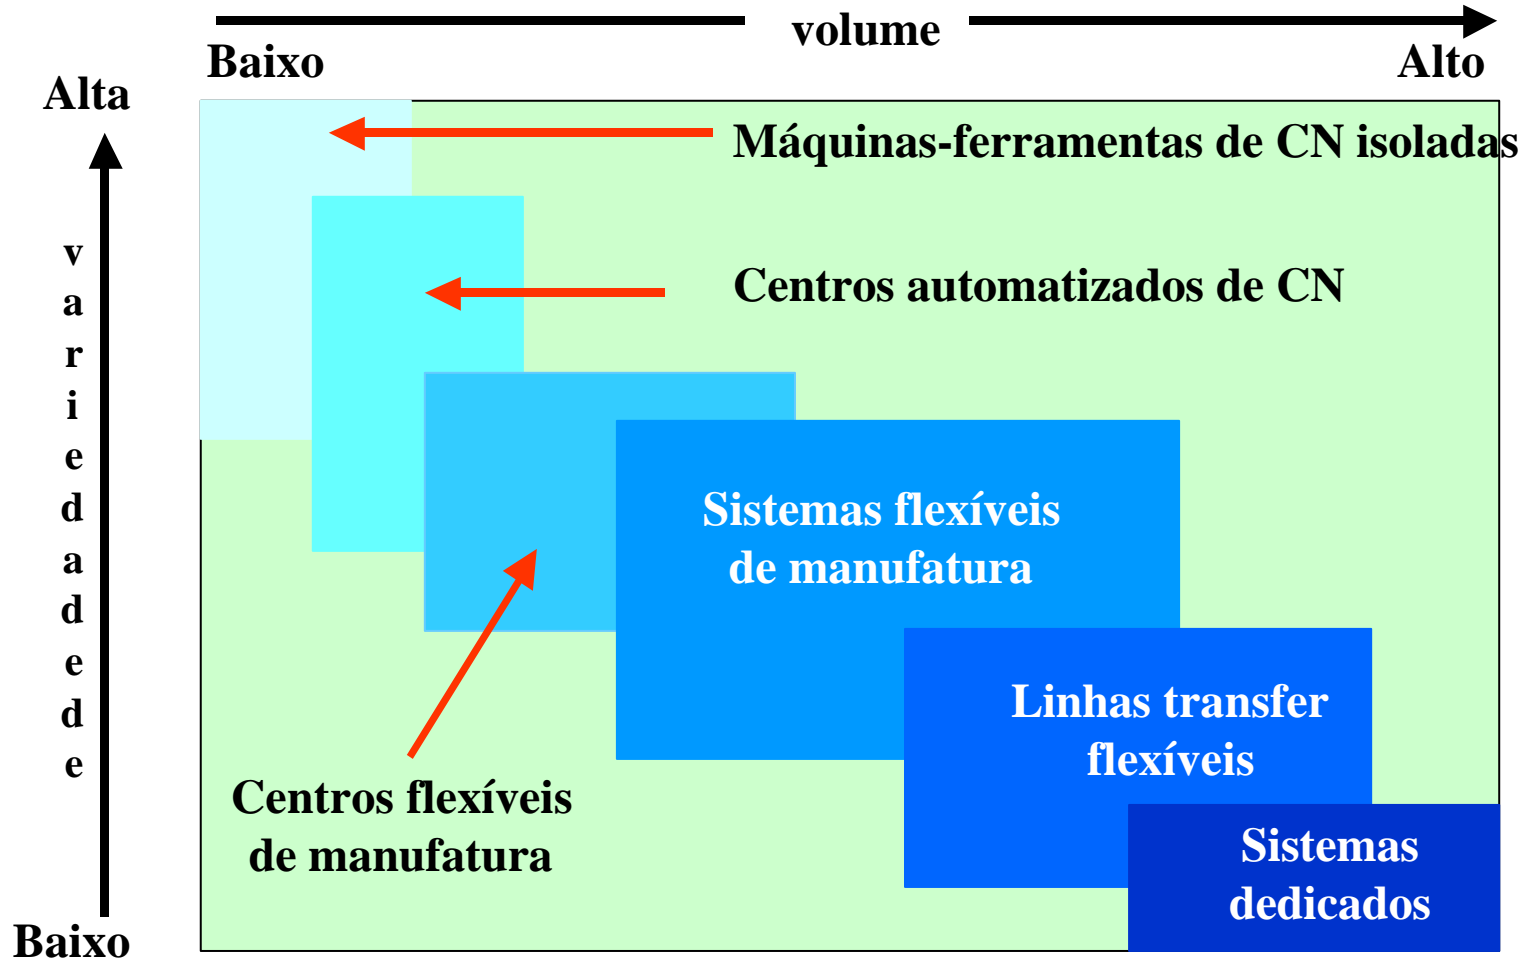 volume
Baixo
Alto
Alta
Máquinas-ferramentas de CN isoladas
variedade
Centros automatizados de CN
Sistemas flexíveis
de manufatura
Linhas transfer
flexíveis
Centros flexíveis
de manufatura
Sistemas
dedicados
Baixo